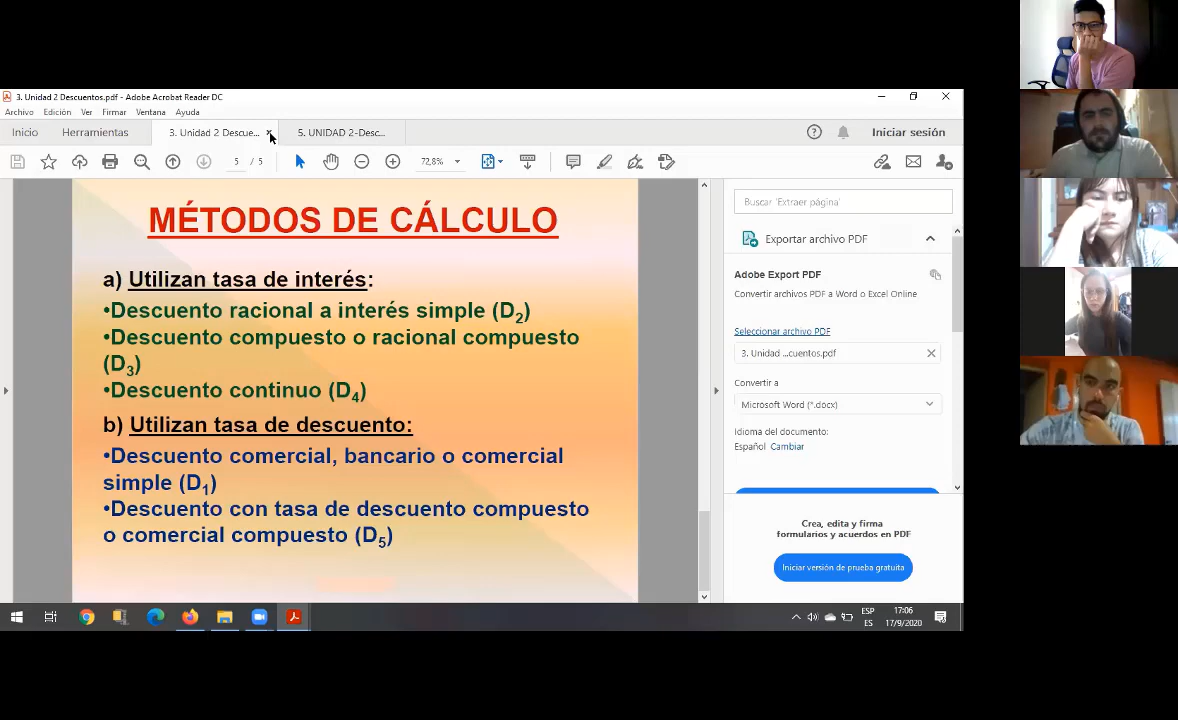 3. Unidad 2 Descuentos.pdf - Adobe Acrobat Reader DC
Archivo Edición Ver Firmar Ventana Ayuda
Inicio Herramientas 3. Unidad 2 Descue... 5. UNIDAD 2-Desc... Iniciar sesión
5 / 5 72,8%
MÉTODOS DE CÁLCULO
a) Utilizan tasa de interés:
•Descuento racional a interés simple (D2)
•Descuento compuesto o racional compuesto
(D3)
•Descuento continuo (D4)
b) Utilizan tasa de descuento:
•Descuento comercial, bancario o comercial
simple (D1)
•Descuento con tasa de descuento compuesto
o comercial compuesto (D5)
Buscar 'Extraer página'
Exportar archivo PDF
Adobe Export PDF
Convertir archivos PDF a Word o Excel Online
Seleccionar archivo PDF
3. Unidad ...cuentos.pdf
Convertir a
Microsoft Word (*.docx)
Idioma del documento:
Español Cambiar
Crea, edita y firma
formularios y acuerdos en PDF
Iniciar versión de prueba gratuita
ESP
ES
17:06
17/9/2020